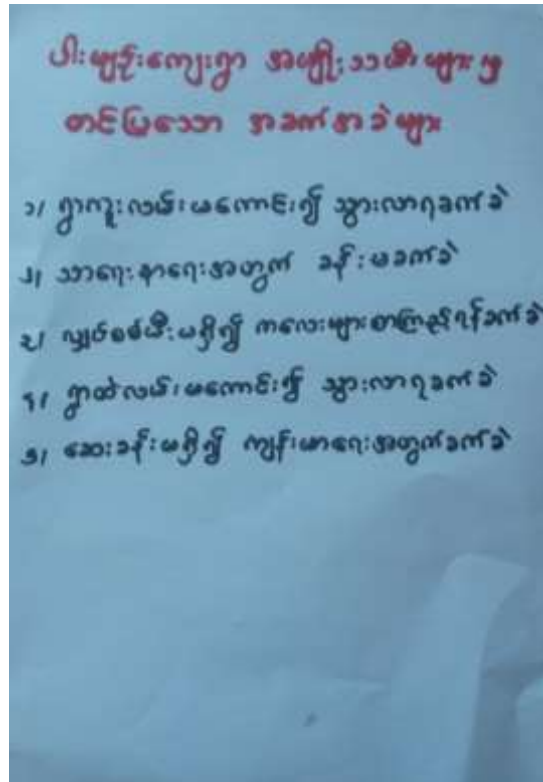 ပါးမျဉ်းကျေးရွာ အမျိုးသမီးများမှ
တင်ပြသော အခက်အခဲများ
၁/ ရွာကူးလမ်းမကောင်း၍ သွားလာရခက်ခဲ
၂/ သာရေးနာရေးအတွက် ခန်းမခက်ခဲ
၃/ လျှပ်စစ်မီးမရှိ၍ ကလေးများစာကြည့်ရန်ခက်ခဲ
၄/ ရွာထဲလမ်းမကောင်း၍ သွားလာရခက်ခဲ
၅/ ဆေးခန်းမရှိ၍ ကျန်းမာရေးအတွက်ခက်ခဲ